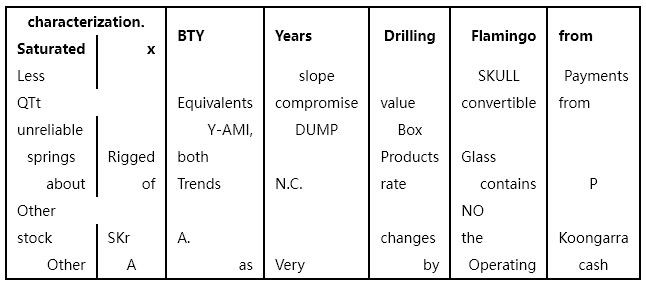 characterization. BTY Years Drilling Flamingo from
Saturated x
Less slope SKULL Payments
QTt Equivalents compromise value convertible from
unreliable Y-AMI, DUMP Box
springs Rigged both Products Glass
about of Trends N.C. rate contains P
Other NO
stock SKr A. changes the Koongarra
Other A as Very by Operating cash